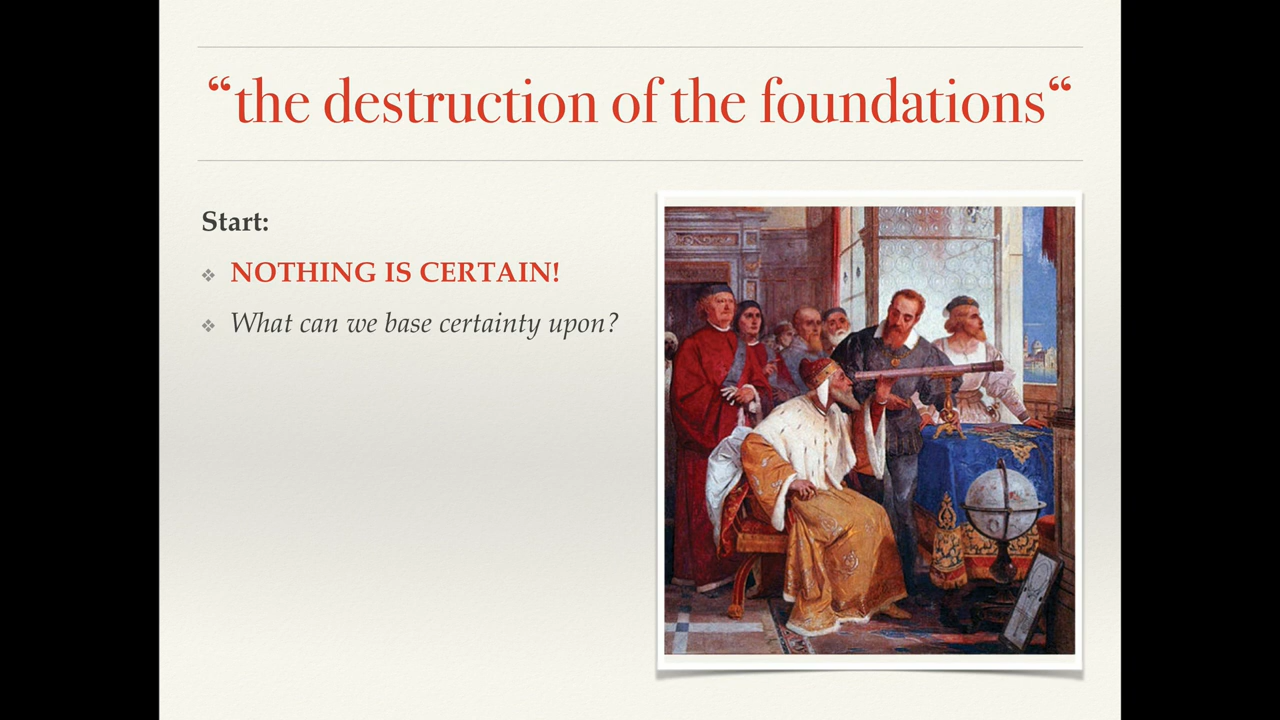 “the destruction of the foundations“
Start:
NOTHING IS CERTAIN!
What can we base certainty upon?